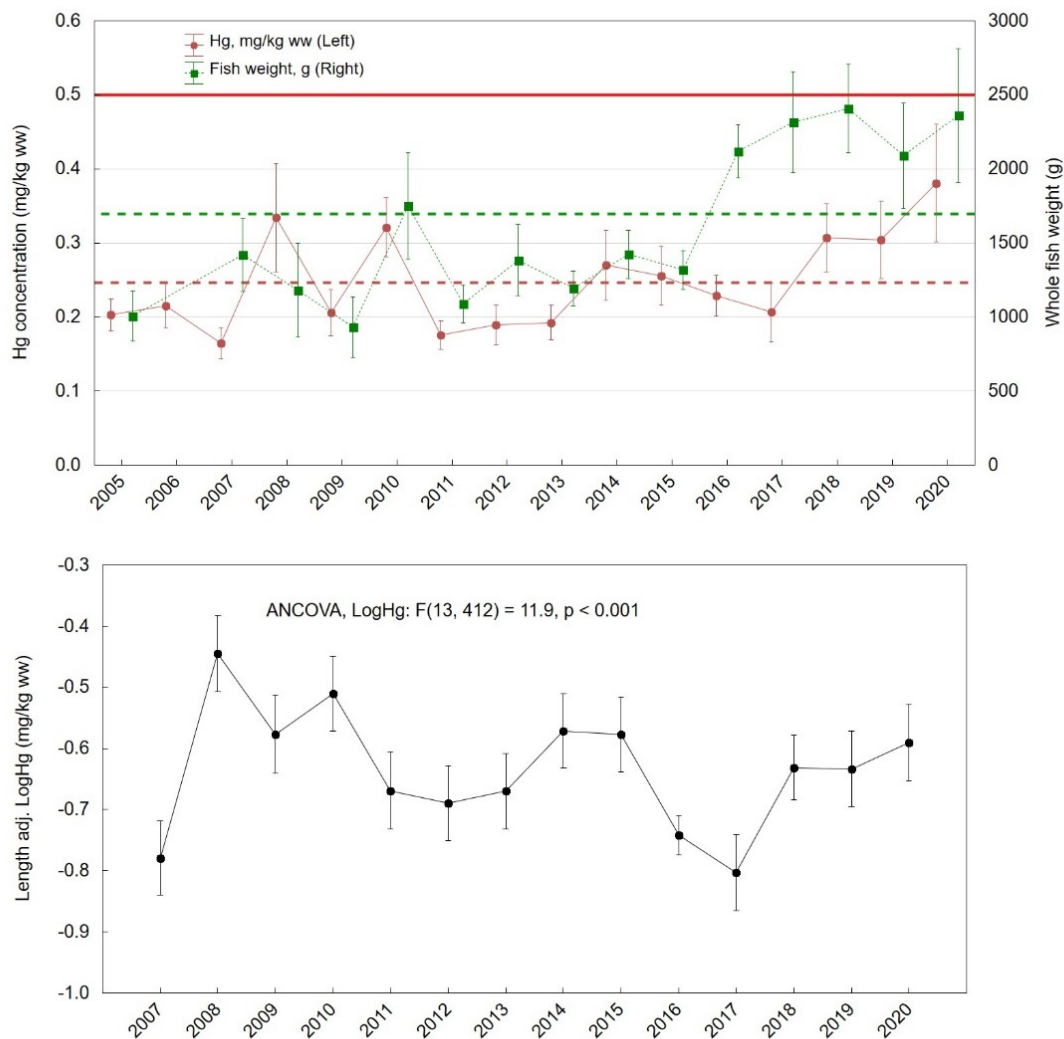 Hg, mg/kg ww (Left)
Fish weight, g (Right)
Hg concentration (mg/kg ww)
0.6
0.5
0.4
0.3
0.2
0.1
0.0
3000
2500
2000
1500
1000
500
0
Whole fish weight (g)
2005 2006 2007 2008 2009 2010 2011 2012 2013 2014 2015 2016 2017 2018 2019 2020
ANCOVA, LogHg: F(13, 412) = 11.9, p < 0.001
Length adj. LogHg (mg/kg ww)
-0.3
-0.4
-0.5
-0.6
-0.7
-0.8
-0.9
-1.0
2007 2008 2009 2010 2011 2012 2013 2014 2015 2016 2017 2018 2019 2020